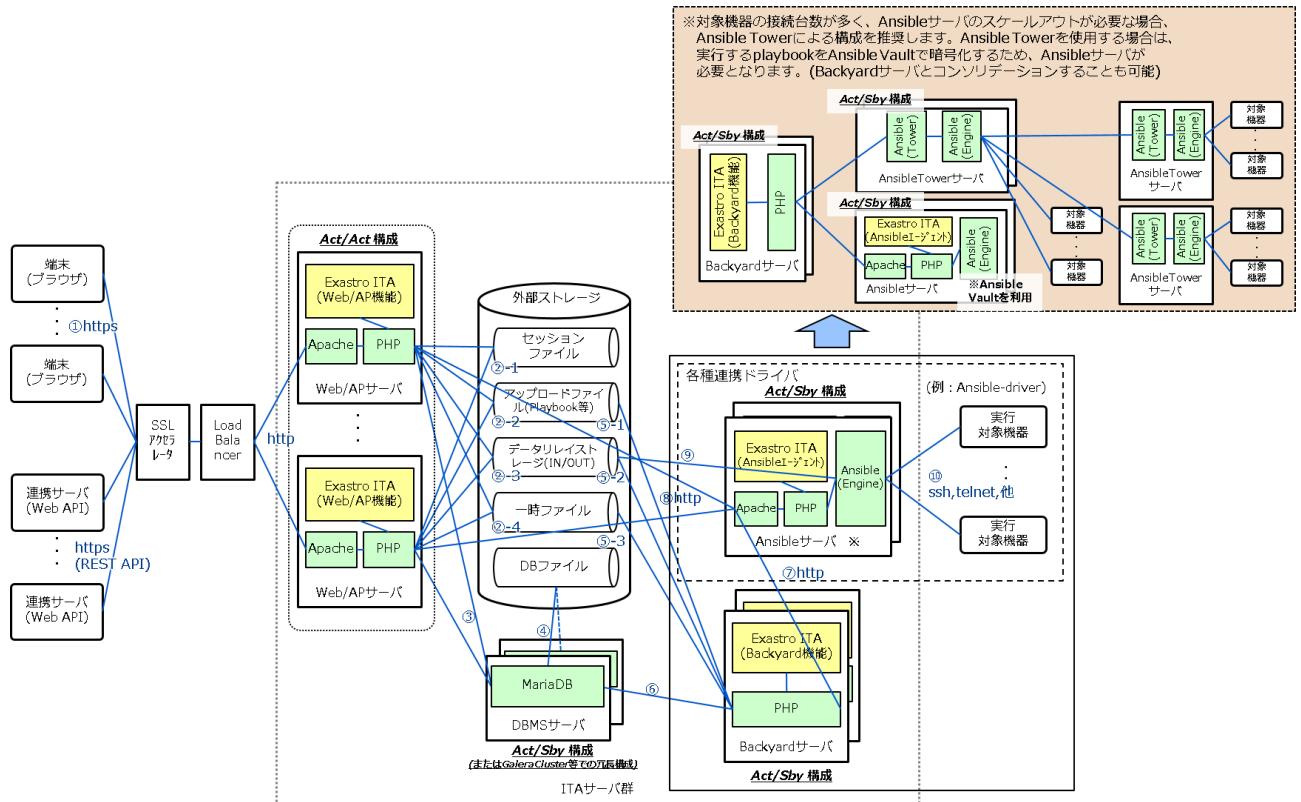 ※対象機器の接続台数が多く、Ansibleサーバのスケールアウトが必要な場合、
Ansible Towerによる構成を推奨します。Ansible Towerを使用する場合は、
実行するplaybookをAnsible Vaultで暗号化するため、Ansibleサーバが
必要となります。(Backyardサーバとコンソリデーションすることも可能)
Act/Sby 構成
Exastro ITA
(Backyard機能)
PHP
Backyardサーバ
Act/Sby 構成
Ansible
(Tower)
Ansible
(Engine)
AnsibleTowerサーバ
Act/Sby 構成
Exastro ITA
(Ansibleエージェント)
Apache
PHP
Ansible
(Engine)
Ansibleサーバ
※Ansible
Vaultを利用
対象
機器
対象
機器
Ansible
(Tower)
Ansible
(Engine)
AnsibleTower
サーバ
対象
機器
対象
機器
Ansible
(Tower)
Ansible
(Engine)
AnsibleTower
サーバ
対象
機器
対象
機器
端末
(ブラウザ)
①https
端末
(ブラウザ)
連携サーバ
(Web API)
https
(REST API)
連携サーバ
(Web API)
SSL
アクセラ
レータ
Load
Bala
ncer
http
Act/Act 構成
Exastro ITA
(Web/AP機能)
Apache
PHP
Web/APサーバ
Exastro ITA
(Web/AP機能)
Apache
PHP
Web/APサーバ
外部ストレージ
セッション
ファイル
②-1
アップロードファ
イル(Playbook等)
②-2
データリレイスト
レージ(IN/OUT)
②-3
一時ファイル
②-4
DBファイル
⑤-1
⑤-2
⑤-3
③
④
MariaDB
DBMSサーバ
Act/Sby 構成
(またはGaleraCluster等での冗長構成)
ITAサーバ群
⑥
各種連携ドライバ
(例：Ansible-driver)
Act/Sby 構成
Exastro ITA
(Ansibleエージェント)
Apache
PHP
Ansible
(Engine)
Ansibleサーバ ※
⑨
⑧http
⑦http
実行
対象機器
⑩
ssh,telnet,他
実行
対象機器
Exastro ITA
(Backyard機能)
PHP
Backyardサーバ
Act/Sby 構成